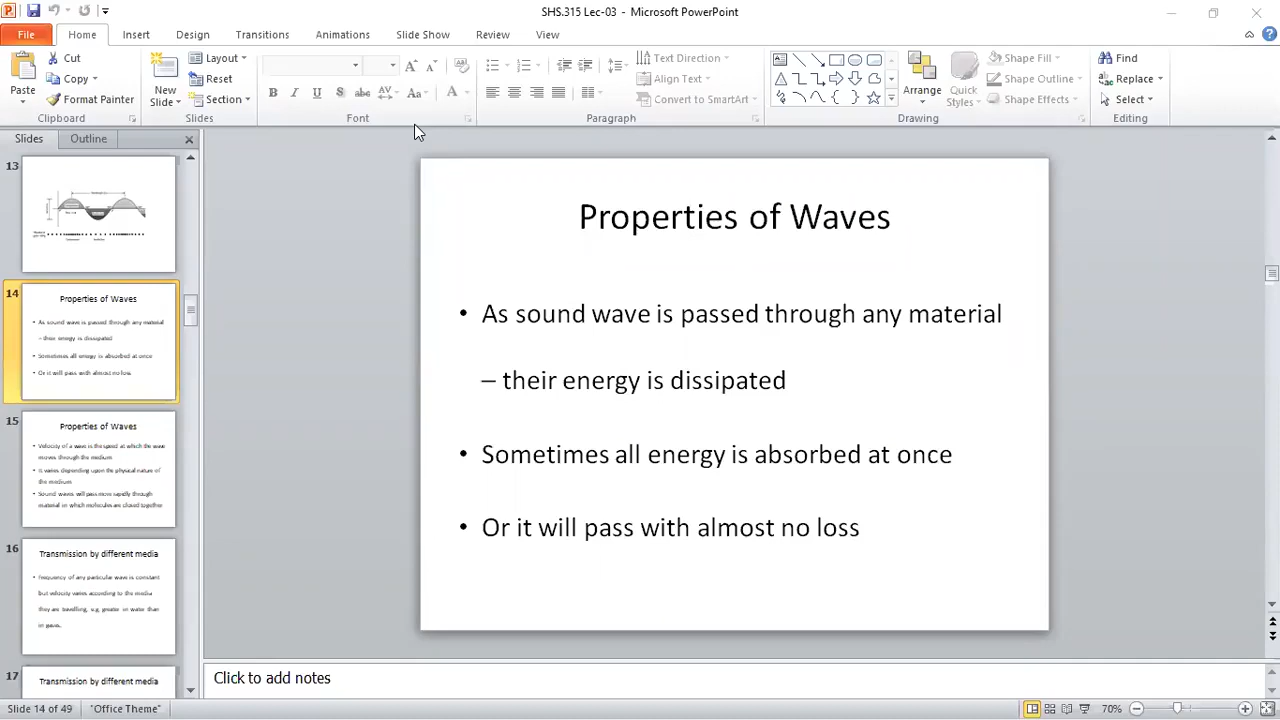 SHS.315 Lec-03 - Microsoft PowerPoint
File Home Insert Design Transitions Animations Slide Show Review View
Cut
Copy
Format Painter
Paste
Clipboard
New Slide
Layout
Reset
Section
Slides
Font
Text Direction
Align Text
Convert to SmartArt
Paragraph
Arrange
Quick Styles
Shape Fill
Shape Outline
Shape Effects
Drawing
Find
Replace
Select
Editing
Slides Outline
13
14
Properties of Waves
As sound wave is passed through any material
– their energy is dissipated
Sometimes all energy is absorbed at once
Or it will pass with almost no loss
15
Properties of Waves
Velocity of a wave is the speed at which the wave
moves through the medium
It varies depending upon the physical nature of
the medium
Sound waves will pass more rapidly through
material in which molecules are closed together
16
Transmission by different media
Frequency of any particular wave is constant
but velocity varies according to the media
they are travelling, e.g. greater in water than
in gases.
17
Transmission by different media
Properties of Waves
• As sound wave is passed through any material
– their energy is dissipated
• Sometimes all energy is absorbed at once
• Or it will pass with almost no loss
Click to add notes
Slide 14 of 49 "Office Theme" 70%